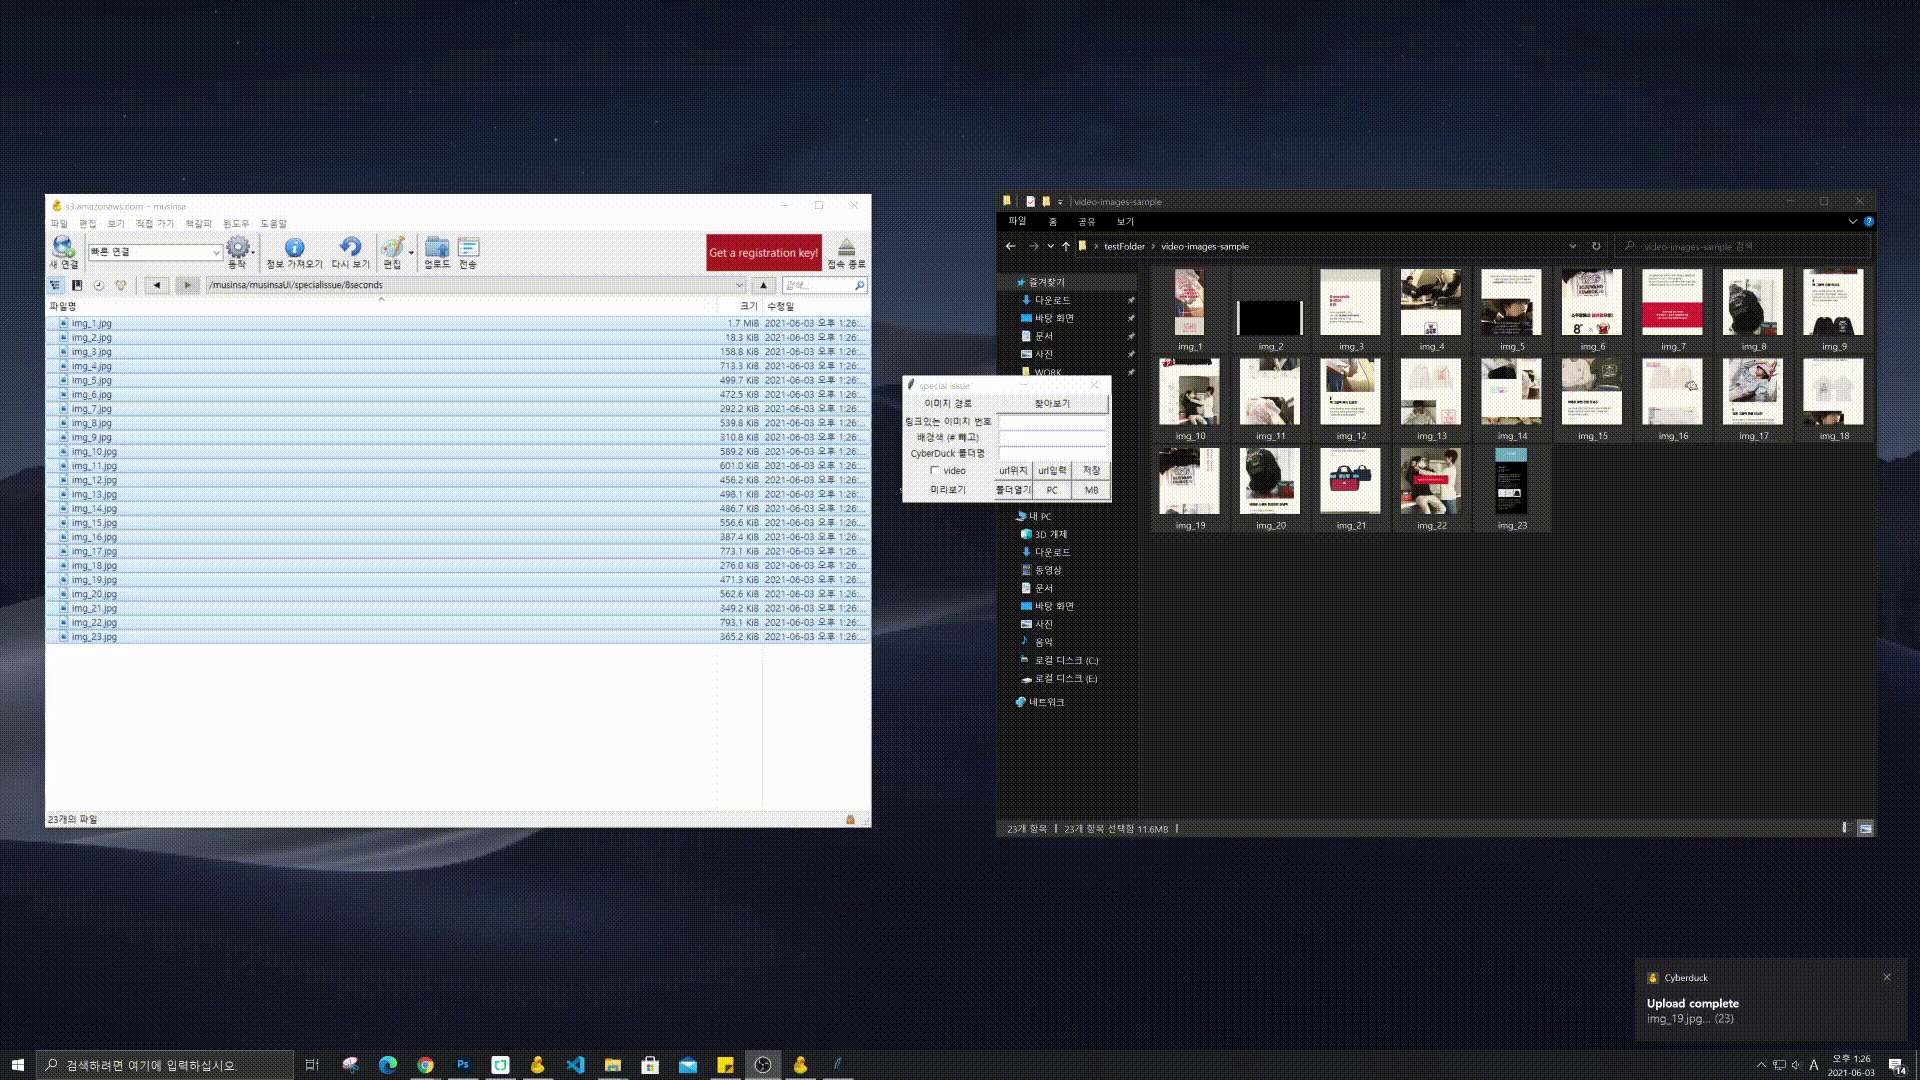 s3.amazonaws.com – musinsa
파일 편집 보기 직접 가기 책갈피 윈도우 도움말
새 연결
빠른 연결
동작
정보 가져오기
다시 보기
편집
업로드
전송
Get a registration key!
접속 종료
/musinsa/musinsaUI/specialissue/8seconds
검색...
파일명 크기 수정일
img_1.jpg 1.7 MiB 2021-06-03 오후 1:26:...
img_2.jpg 18.3 KiB 2021-06-03 오후 1:26:...
img_3.jpg 158.8 KiB 2021-06-03 오후 1:26:...
img_4.jpg 713.3 KiB 2021-06-03 오후 1:26:...
img_5.jpg 499.7 KiB 2021-06-03 오후 1:26:...
img_6.jpg 472.5 KiB 2021-06-03 오후 1:26:...
img_7.jpg 292.2 KiB 2021-06-03 오후 1:26:...
img_8.jpg 539.8 KiB 2021-06-03 오후 1:26:...
img_9.jpg 310.8 KiB 2021-06-03 오후 1:26:...
img_10.jpg 589.2 KiB 2021-06-03 오후 1:26:...
img_11.jpg 601.0 KiB 2021-06-03 오후 1:26:...
img_12.jpg 456.2 KiB 2021-06-03 오후 1:26:...
img_13.jpg 498.1 KiB 2021-06-03 오후 1:26:...
img_14.jpg 486.7 KiB 2021-06-03 오후 1:26:...
img_15.jpg 556.6 KiB 2021-06-03 오후 1:26:...
img_16.jpg 387.4 KiB 2021-06-03 오후 1:26:...
img_17.jpg 773.1 KiB 2021-06-03 오후 1:26:...
img_18.jpg 276.0 KiB 2021-06-03 오후 1:26:...
img_19.jpg 471.3 KiB 2021-06-03 오후 1:26:...
img_20.jpg 562.6 KiB 2021-06-03 오후 1:26:...
img_21.jpg 349.2 KiB 2021-06-03 오후 1:26:...
img_22.jpg 793.1 KiB 2021-06-03 오후 1:26:...
img_23.jpg 365.2 KiB 2021-06-03 오후 1:26:...
23개의 파일
special issue
이미지 경로 찾아보기
링크있는 이미지 번호
배경색 (# 빼고)
CyberDuck 폴더명
video url위치 url입력 저장
미리보기 폴더열기 PC MB
video-images-sample
파일 홈 공유 보기
testFolder › video-images-sample
video-images-sample 검색
즐겨찾기
다운로드
바탕 화면
문서
사진
WORK
내 PC
3D 개체
다운로드
동영상
문서
바탕 화면
사진
음악
로컬 디스크 (C:)
로컬 디스크 (E:)
네트워크
img_1 img_2 img_3 img_4 img_5 img_6 img_7 img_8 img_9
img_10 img_11 img_12 img_13 img_14 img_15 img_16 img_17 img_18
img_19 img_20 img_21 img_22 img_23
23개 항목 23개 항목 선택함 11.6MB
Cyberduck
Upload complete
img_19.jpg... (23)
검색하려면 여기에 입력하십시오.
Ps
A
오후 1:26
2021-06-03
14